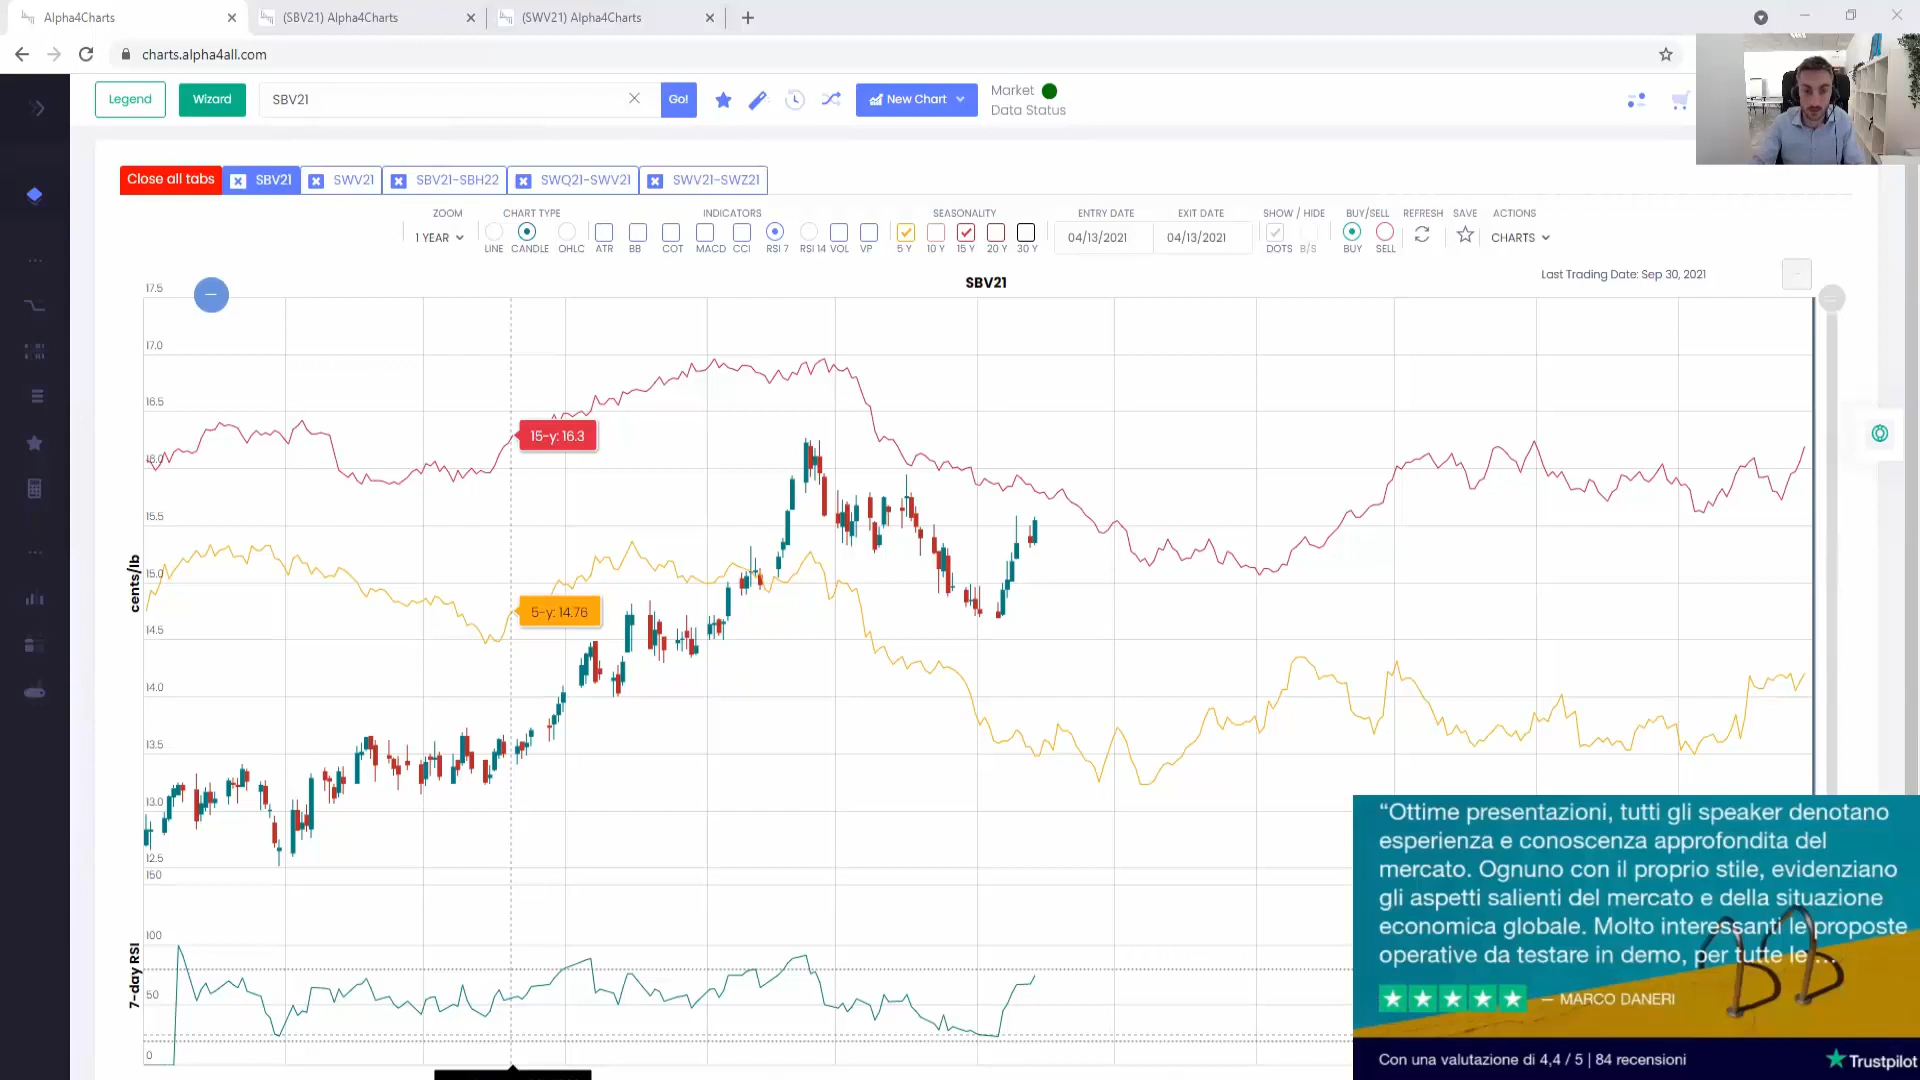 Alpha4Charts
(SBV21) Alpha4Charts
(SWV21) Alpha4Charts
charts.alpha4all.com
Legend
Wizard
SBV21
Go!
New Chart
Market
Data Status
Close all tabs
SBV21
SWV21
SBV21-SBH22
SWQ21-SWV21
SWV21-SWZ21
ZOOM
CHART TYPE
INDICATORS
SEASONALITY
ENTRY DATE
EXIT DATE
SHOW / HIDE
BUY/SELL
REFRESH
SAVE
ACTIONS
1 YEAR
LINE
CANDLE
OHLC
ATR
BB
COT
MACD
CCI
RSI 7
RSI 14
VOL
VP
5 Y
10 Y
15 Y
20 Y
30 Y
04/13/2021
04/13/2021
DOTS
B/S
BUY
SELL
CHARTS
SBV21
Last Trading Date: Sep 30, 2021
17.5
17.0
16.5
16.0
15.5
15.0
14.5
14.0
13.5
13.0
12.5
cents/lb
15-y: 16.3
5-y: 14.76
150
100
50
0
7-day RSI
“Ottime presentazioni, tutti gli speaker denotano
esperienza e conoscenza approfondita del
mercato. Ognuno con il proprio stile, evidenziano
gli aspetti salienti del mercato e della situazione
economica globale. Molto interessanti le proposte
operative da testare in demo, per tutte le ...
— MARCO DANERI
Con una valutazione di 4,4 / 5 | 84 recensioni
Trustpilot